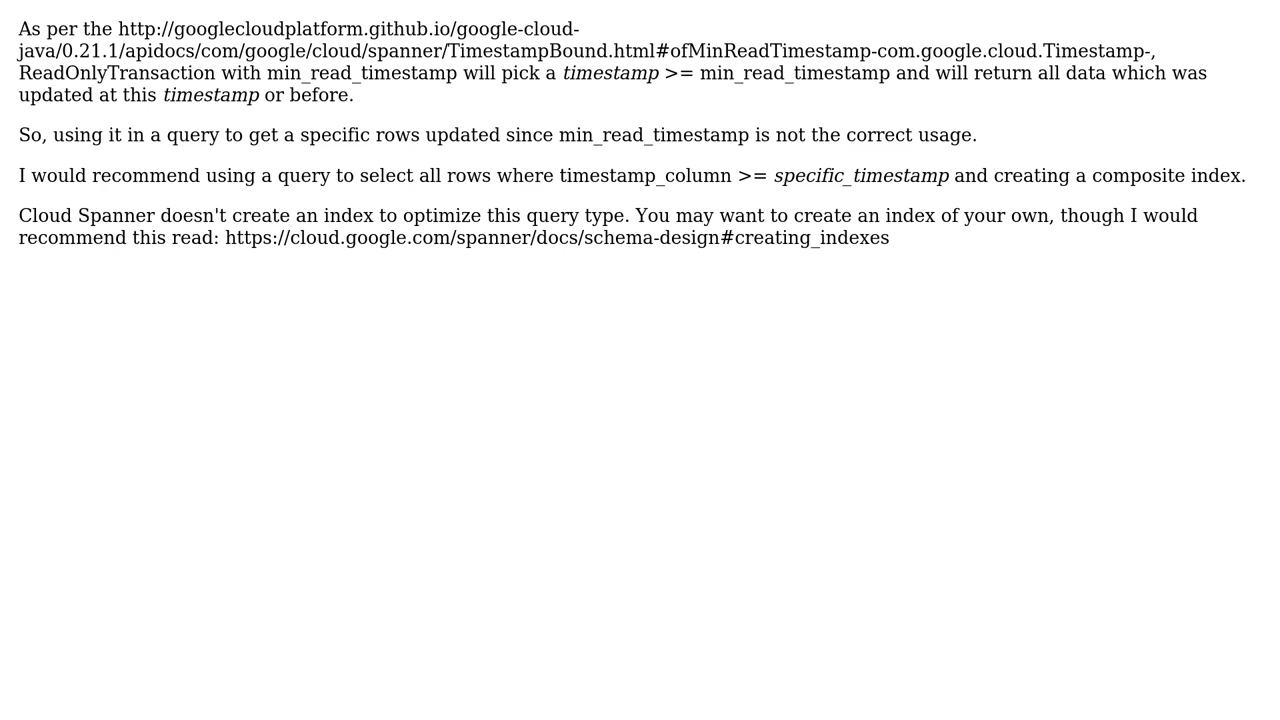 As per the http://googlecloudplatform.github.io/google-cloud-
java/0.21.1/apidocs/com/google/cloud/spanner/TimestampBound.html#ofMinReadTimestamp-com.google.cloud.Timestamp-,
ReadOnlyTransaction with min_read_timestamp will pick a timestamp >= min_read_timestamp and will return all data which was
updated at this timestamp or before.
So, using it in a query to get a specific rows updated since min_read_timestamp is not the correct usage.
I would recommend using a query to select all rows where timestamp_column >= specific_timestamp and creating a composite index.
Cloud Spanner doesn't create an index to optimize this query type. You may want to create an index of your own, though I would
recommend this read: https://cloud.google.com/spanner/docs/schema-design#creating_indexes